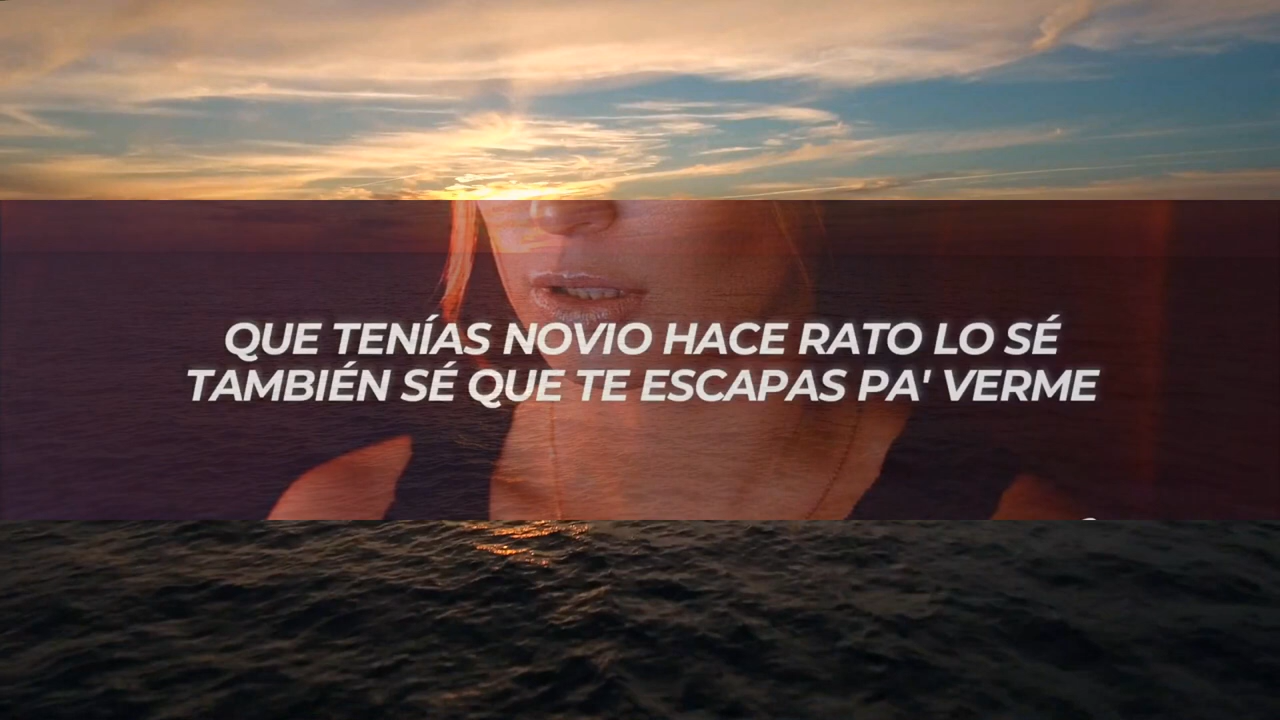 QUE TENÍAS NOVIO HACE RATO LO SÉ
TAMBIÉN SÉ QUE TE ESCAPAS PA' VERME